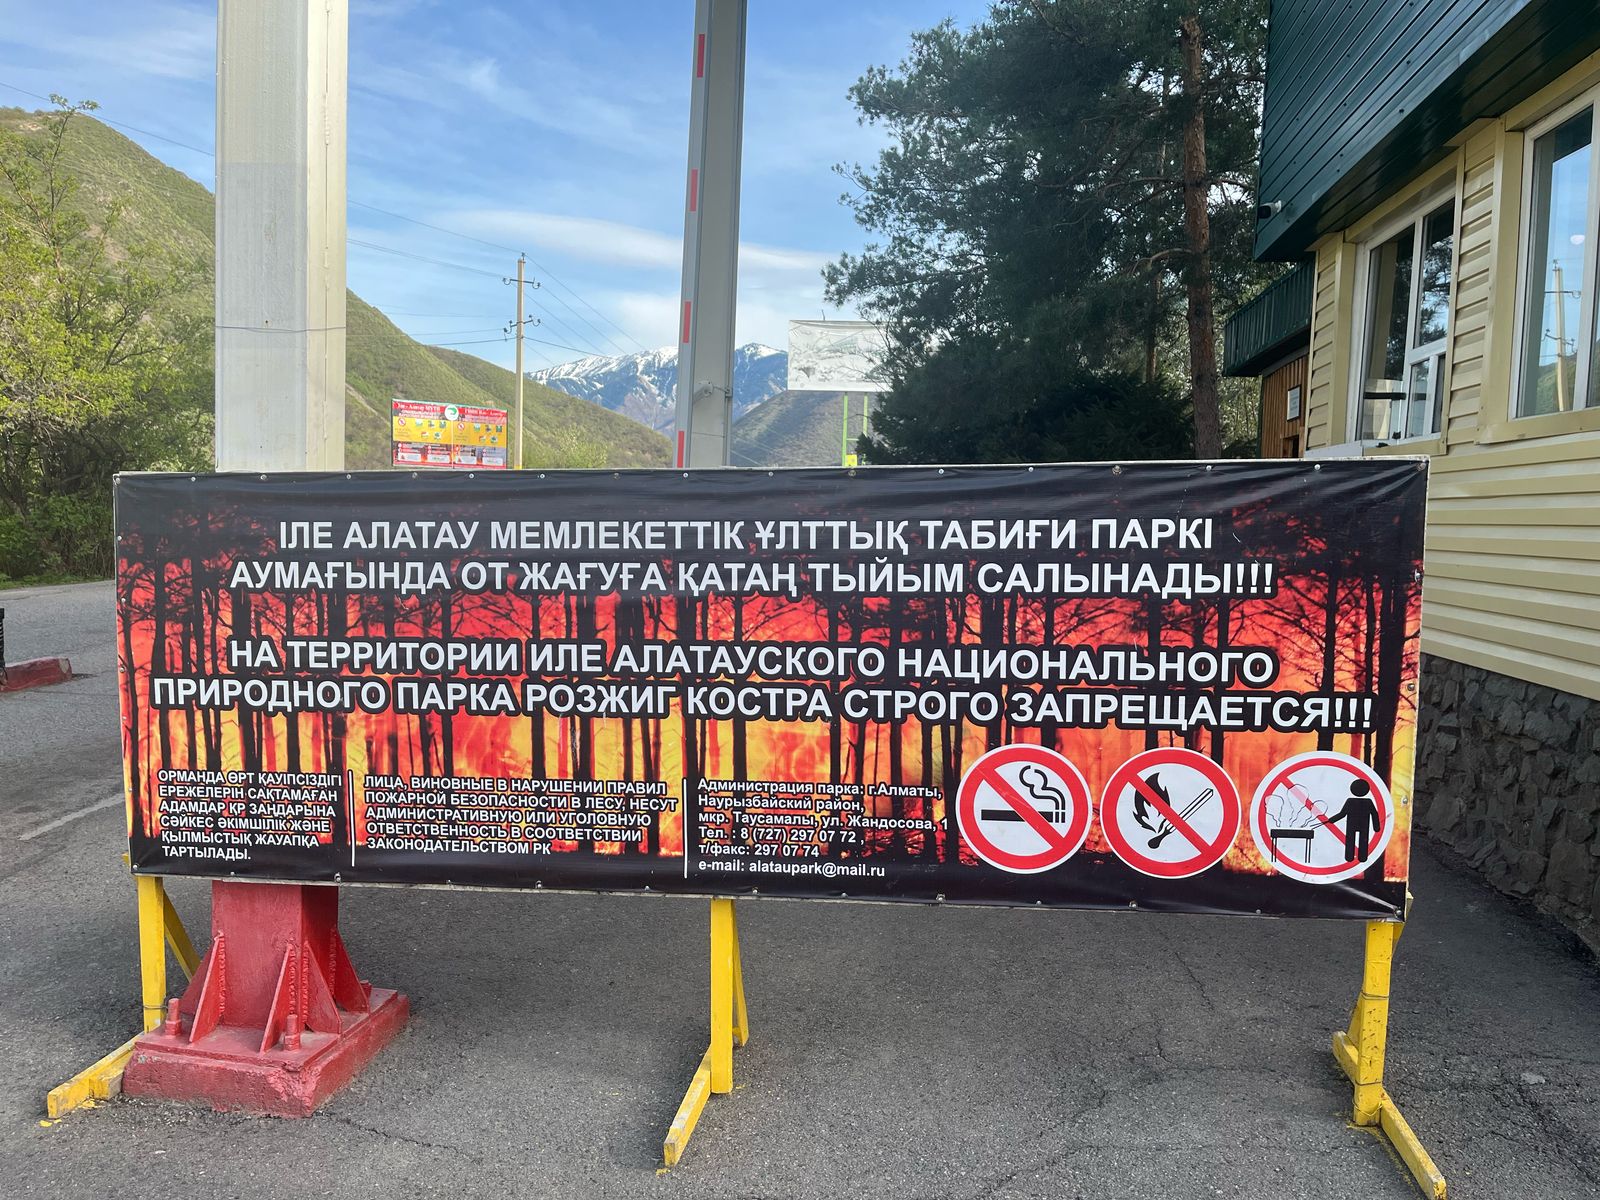 ІЛЕ АЛАТАУ МЕМЛЕКЕТТІК ҰЛТТЫҚ ТАБИҒИ ПАРКІ
АУМАҒЫНДА ОТ ЖАҒУҒА ҚАТАҢ ТЫЙЫМ САЛЫНАДЫ!!!
НА ТЕРРИТОРИИ ИЛЕ АЛАТАУСКОГО НАЦИОНАЛЬНОГО
ПРИРОДНОГО ПАРКА РОЗЖИГ КОСТРА СТРОГО ЗАПРЕЩАЕТСЯ!!!
ОРМАНДА ӨРТ ҚАУІПСІЗДІГІ
ЕРЕЖЕЛЕРІН САҚТАМАҒАН
АДАМДАР ҚР ЗАҢДАРЫНА
СӘЙКЕС ӘКІМШІЛІК ЖӘНЕ
ҚЫЛМЫСТЫҚ ЖАУАПҚА
ТАРТЫЛАДЫ.
ЛИЦА, ВИНОВНЫЕ В НАРУШЕНИИ ПРАВИЛ
ПОЖАРНОЙ БЕЗОПАСНОСТИ В ЛЕСУ, НЕСУТ
АДМИНИСТРАТИВНУЮ ИЛИ УГОЛОВНУЮ
ОТВЕТСТВЕННОСТЬ В СООТВЕТСТВИИ
ЗАКОНОДАТЕЛЬСТВОМ РК
Администрация парка: г.Алматы,
Наурызбайский район,
мкр. Таусамалы, ул. Жандосова, 1
Тел. : 8 (727) 297 07 72 ,
т/факс: 297 07 74
e-mail: alataupark@mail.ru